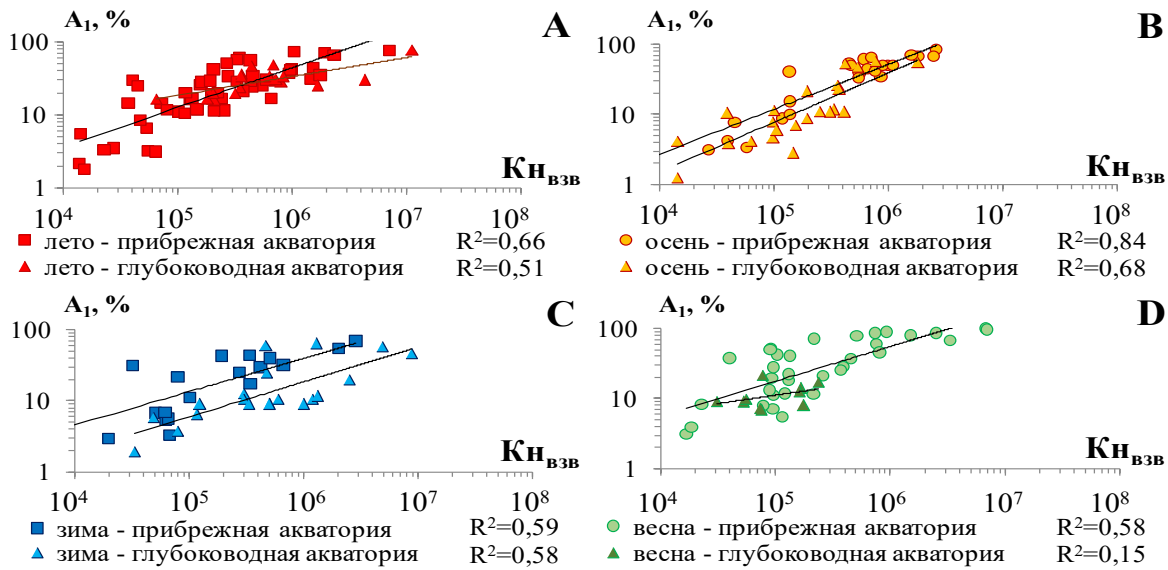 A₁, %
A
100
10
1
Кн_взв
10⁴ 10⁵ 10⁶ 10⁷ 10⁸
лето - прибрежная акватория R²=0,66
лето - глубоководная акватория R²=0,51
A₁, %
B
100
10
1
Кн_взв
10⁴ 10⁵ 10⁶ 10⁷ 10⁸
осень - прибрежная акватория R²=0,84
осень - глубоководная акватория R²=0,68
A₁, %
C
100
10
1
Кн_взв
10⁴ 10⁵ 10⁶ 10⁷ 10⁸
зима - прибрежная акватория R²=0,59
зима - глубоководная акватория R²=0,58
A₁, %
D
100
10
1
Кн_взв
10⁴ 10⁵ 10⁶ 10⁷ 10⁸
весна - прибрежная акватория R²=0,58
весна - глубоководная акватория R²=0,15